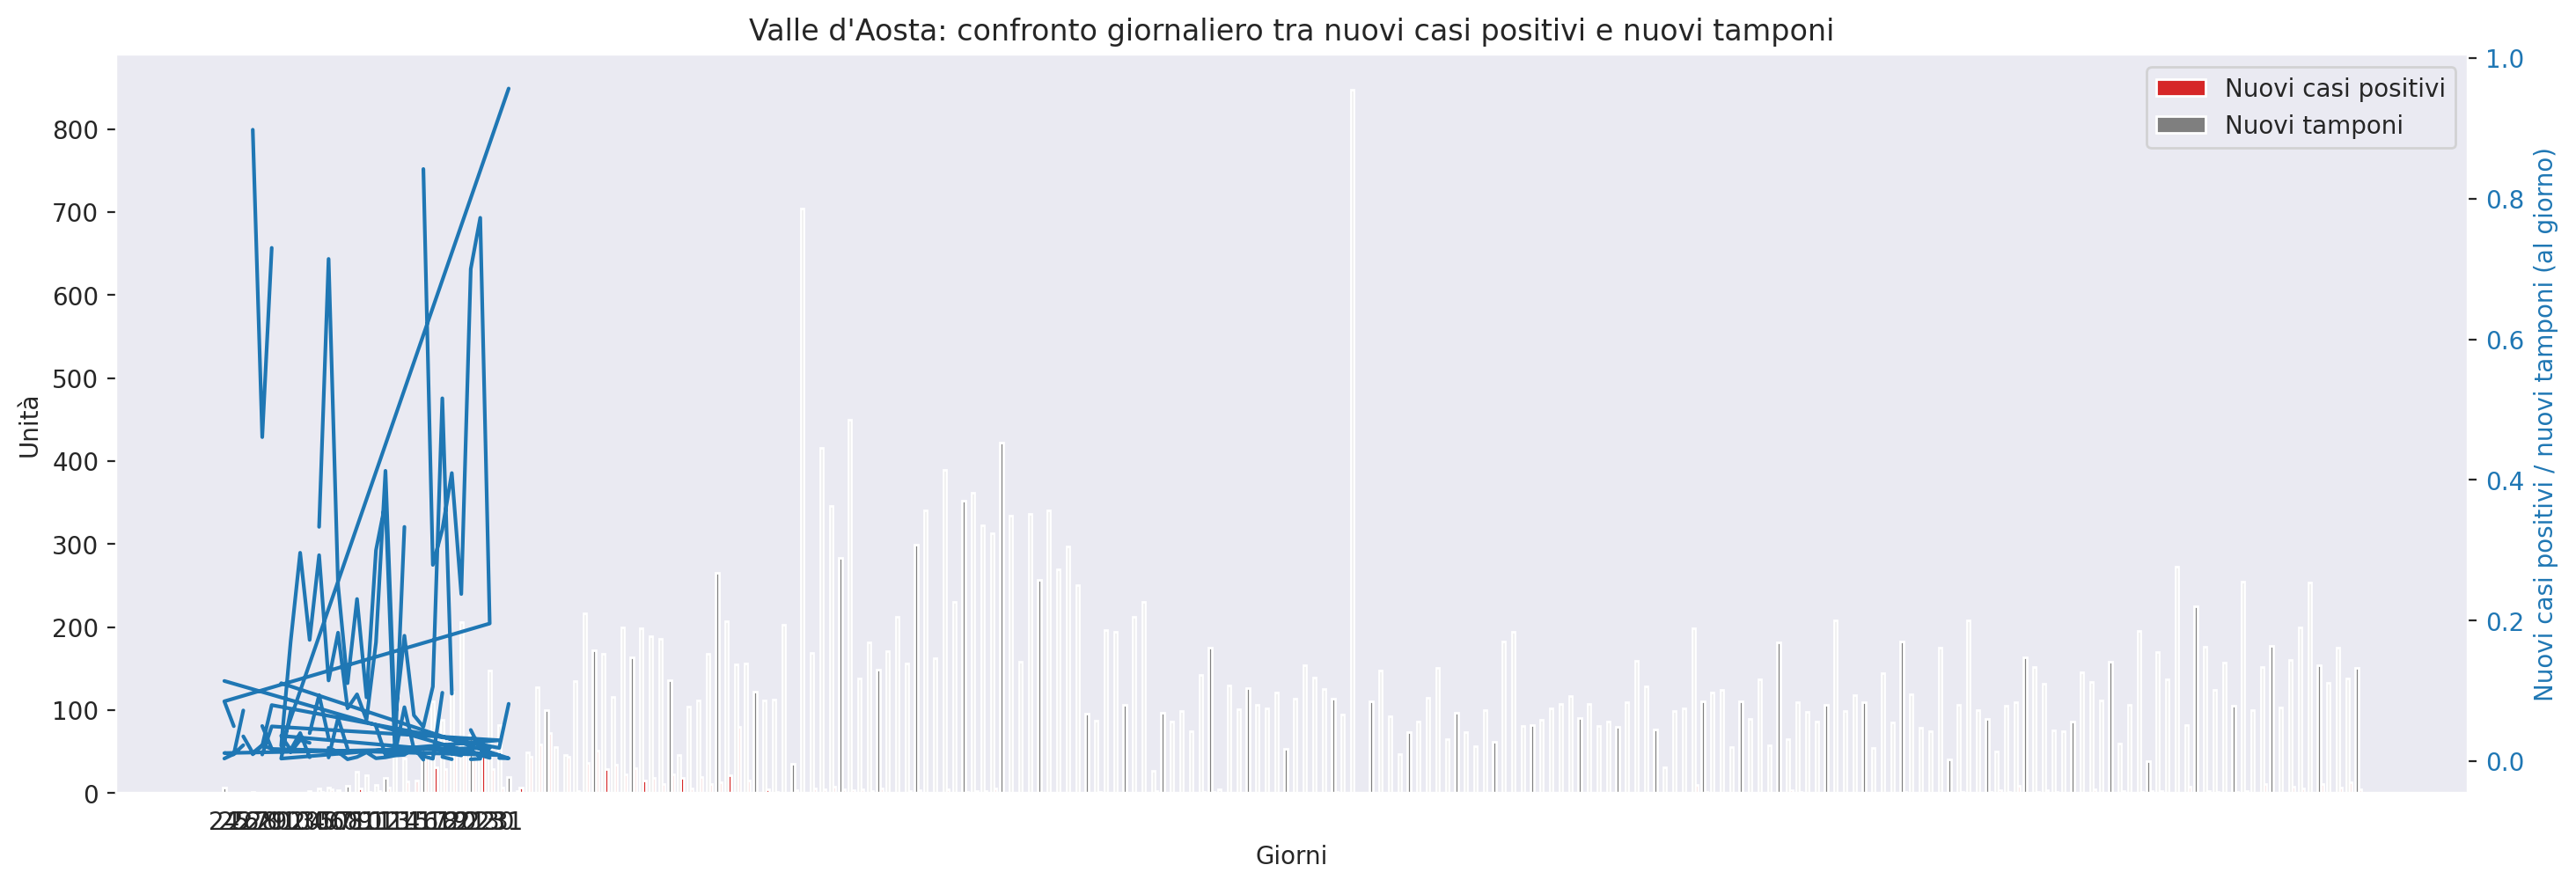 Valle d'Aosta: confronto giornaliero tra nuovi casi positivi e nuovi tamponi
Nuovi casi positivi
Nuovi tamponi
Unità
800
700
600
500
400
300
200
100
0
1.0
0.8
0.6
0.4
0.2
0.0
Nuovi casi positivi / nuovi tamponi (al giorno)
Giorni